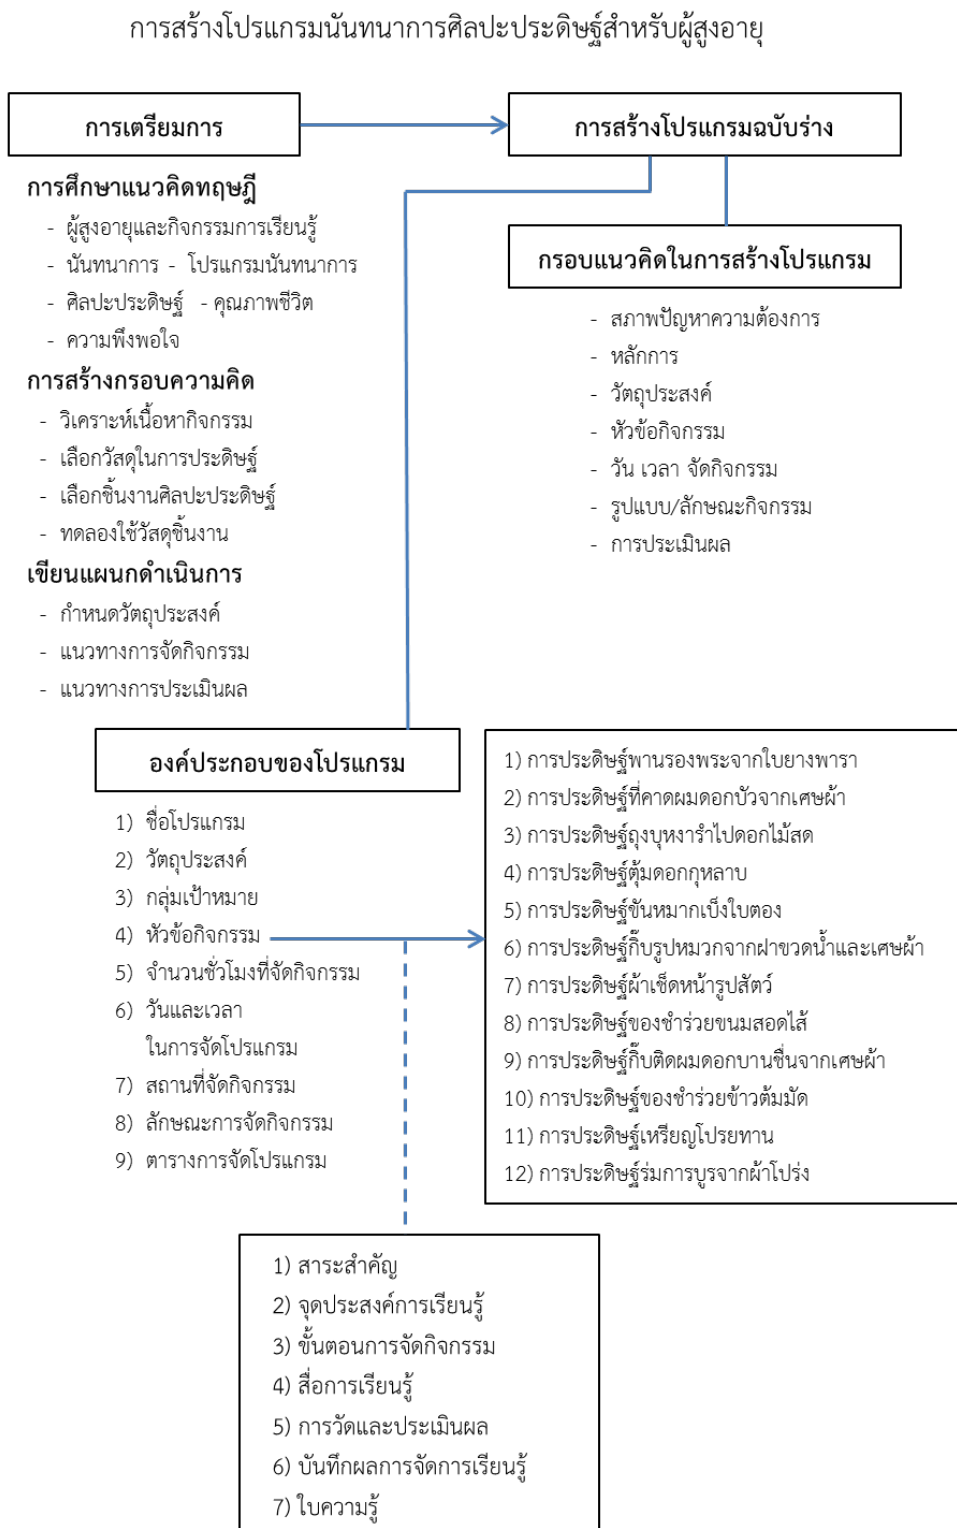 การสร้างโปรแกรมนันทนาการศิลปะประดิษฐ์สำหรับผู้สูงอายุ
การเตรียมการ
การศึกษาแนวคิดทฤษฎี
- ผู้สูงอายุและกิจกรรมการเรียนรู้
- นันทนาการ - โปรแกรมนันทนาการ
- ศิลปะประดิษฐ์ - คุณภาพชีวิต
- ความพึงพอใจ
การสร้างกรอบความคิด
- วิเคราะห์เนื้อหากิจกรรม
- เลือกวัสดุในการประดิษฐ์
- เลือกชิ้นงานศิลปะประดิษฐ์
- ทดลองใช้วัสดุชิ้นงาน
เขียนแผนกดำเนินการ
- กำหนดวัตถุประสงค์
- แนวทางการจัดกิจกรรม
- แนวทางการประเมินผล
การสร้างโปรแกรมฉบับร่าง
กรอบแนวคิดในการสร้างโปรแกรม
- สภาพปัญหาความต้องการ
- หลักการ
- วัตถุประสงค์
- หัวข้อกิจกรรม
- วัน เวลา จัดกิจกรรม
- รูปแบบ/ลักษณะกิจกรรม
- การประเมินผล
องค์ประกอบของโปรแกรม
1) ชื่อโปรแกรม
2) วัตถุประสงค์
3) กลุ่มเป้าหมาย
4) หัวข้อกิจกรรม
5) จำนวนชั่วโมงที่จัดกิจกรรม
6) วันและเวลา
ในการจัดโปรแกรม
7) สถานที่จัดกิจกรรม
8) ลักษณะการจัดกิจกรรม
9) ตารางการจัดโปรแกรม
1) การประดิษฐ์พานรองพระจากใบยางพารา
2) การประดิษฐ์ที่คาดผมดอกบัวจากเศษผ้า
3) การประดิษฐ์ถุงบุหงารำไปดอกไม้สด
4) การประดิษฐ์ตุ้มดอกกุหลาบ
5) การประดิษฐ์ขันหมากเบ็งใบตอง
6) การประดิษฐ์กิ๊บรูปหมวกจากฝาขวดน้ำและเศษผ้า
7) การประดิษฐ์ผ้าเช็ดหน้ารูปสัตว์
8) การประดิษฐ์ของชำร่วยขนมสอดไส้
9) การประดิษฐ์กิ๊บติดผมดอกบานชื่นจากเศษผ้า
10) การประดิษฐ์ของชำร่วยข้าวต้มมัด
11) การประดิษฐ์เหรียญโปรยทาน
12) การประดิษฐ์ร่มการบูรจากผ้าโปร่ง
1) สาระสำคัญ
2) จุดประสงค์การเรียนรู้
3) ขั้นตอนการจัดกิจกรรม
4) สื่อการเรียนรู้
5) การวัดและประเมินผล
6) บันทึกผลการจัดการเรียนรู้
7) ใบความรู้